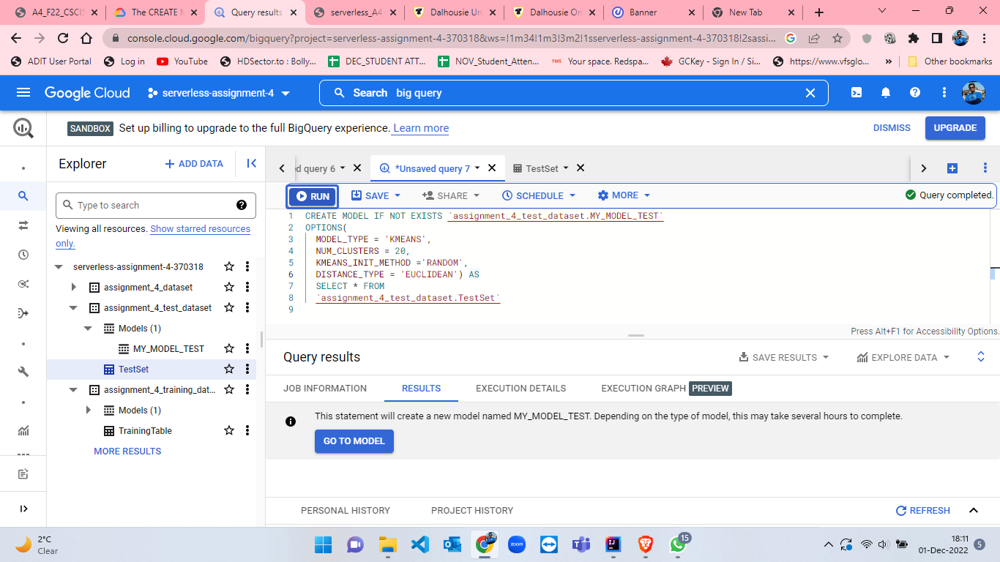 A4_F22_CSCI5
The CREATE M
Query results
serverless_A4
Dalhousie Un
Dalhousie On
Banner
New Tab
console.cloud.google.com/bigquery?project=serverless-assignment-4-370318&ws=!1m34!1m3!3m2!1sserverless-assignment-4-370318!2sassi...
ADIT User Portal
Log in
YouTube
HDSector.to : Bolly...
DEC_STUDENT ATT...
NOV_Student_Atten...
TMS
Your space. Redspa...
GCKey - Sign In / Si...
https://www.vfsglo...
»
Other bookmarks
Google Cloud
serverless-assignment-4
Search big query
SANDBOX Set up billing to upgrade to the full BigQuery experience. Learn more
DISMISS
UPGRADE
Explorer
+ ADD DATA
ed query 6
*Unsaved query 7
TestSet
Type to search
Viewing all resources. Show starred resources
only.
serverless-assignment-4-370318
assignment_4_dataset
assignment_4_test_dataset
Models (1)
MY_MODEL_TEST
TestSet
assignment_4_training_dat...
Models (1)
TrainingTable
MORE RESULTS
RUN
SAVE
SHARE
SCHEDULE
MORE
Query completed.
1 CREATE MODEL IF NOT EXISTS `assignment_4_test_dataset.MY_MODEL_TEST`
2 OPTIONS(
3 MODEL_TYPE = 'KMEANS',
4 NUM_CLUSTERS = 20,
5 KMEANS_INIT_METHOD ='RANDOM',
6 DISTANCE_TYPE = 'EUCLIDEAN') AS
7 SELECT * FROM
8 `assignment_4_test_dataset.TestSet`
9
Press Alt+F1 for Accessibility Options.
Query results
SAVE RESULTS
EXPLORE DATA
JOB INFORMATION
RESULTS
EXECUTION DETAILS
EXECUTION GRAPH PREVIEW
This statement will create a new model named MY_MODEL_TEST. Depending on the type of model, this may take several hours to complete.
GO TO MODEL
PERSONAL HISTORY
PROJECT HISTORY
REFRESH
2°C
Clear
zoom
15
18:11
01-Dec-2022
5